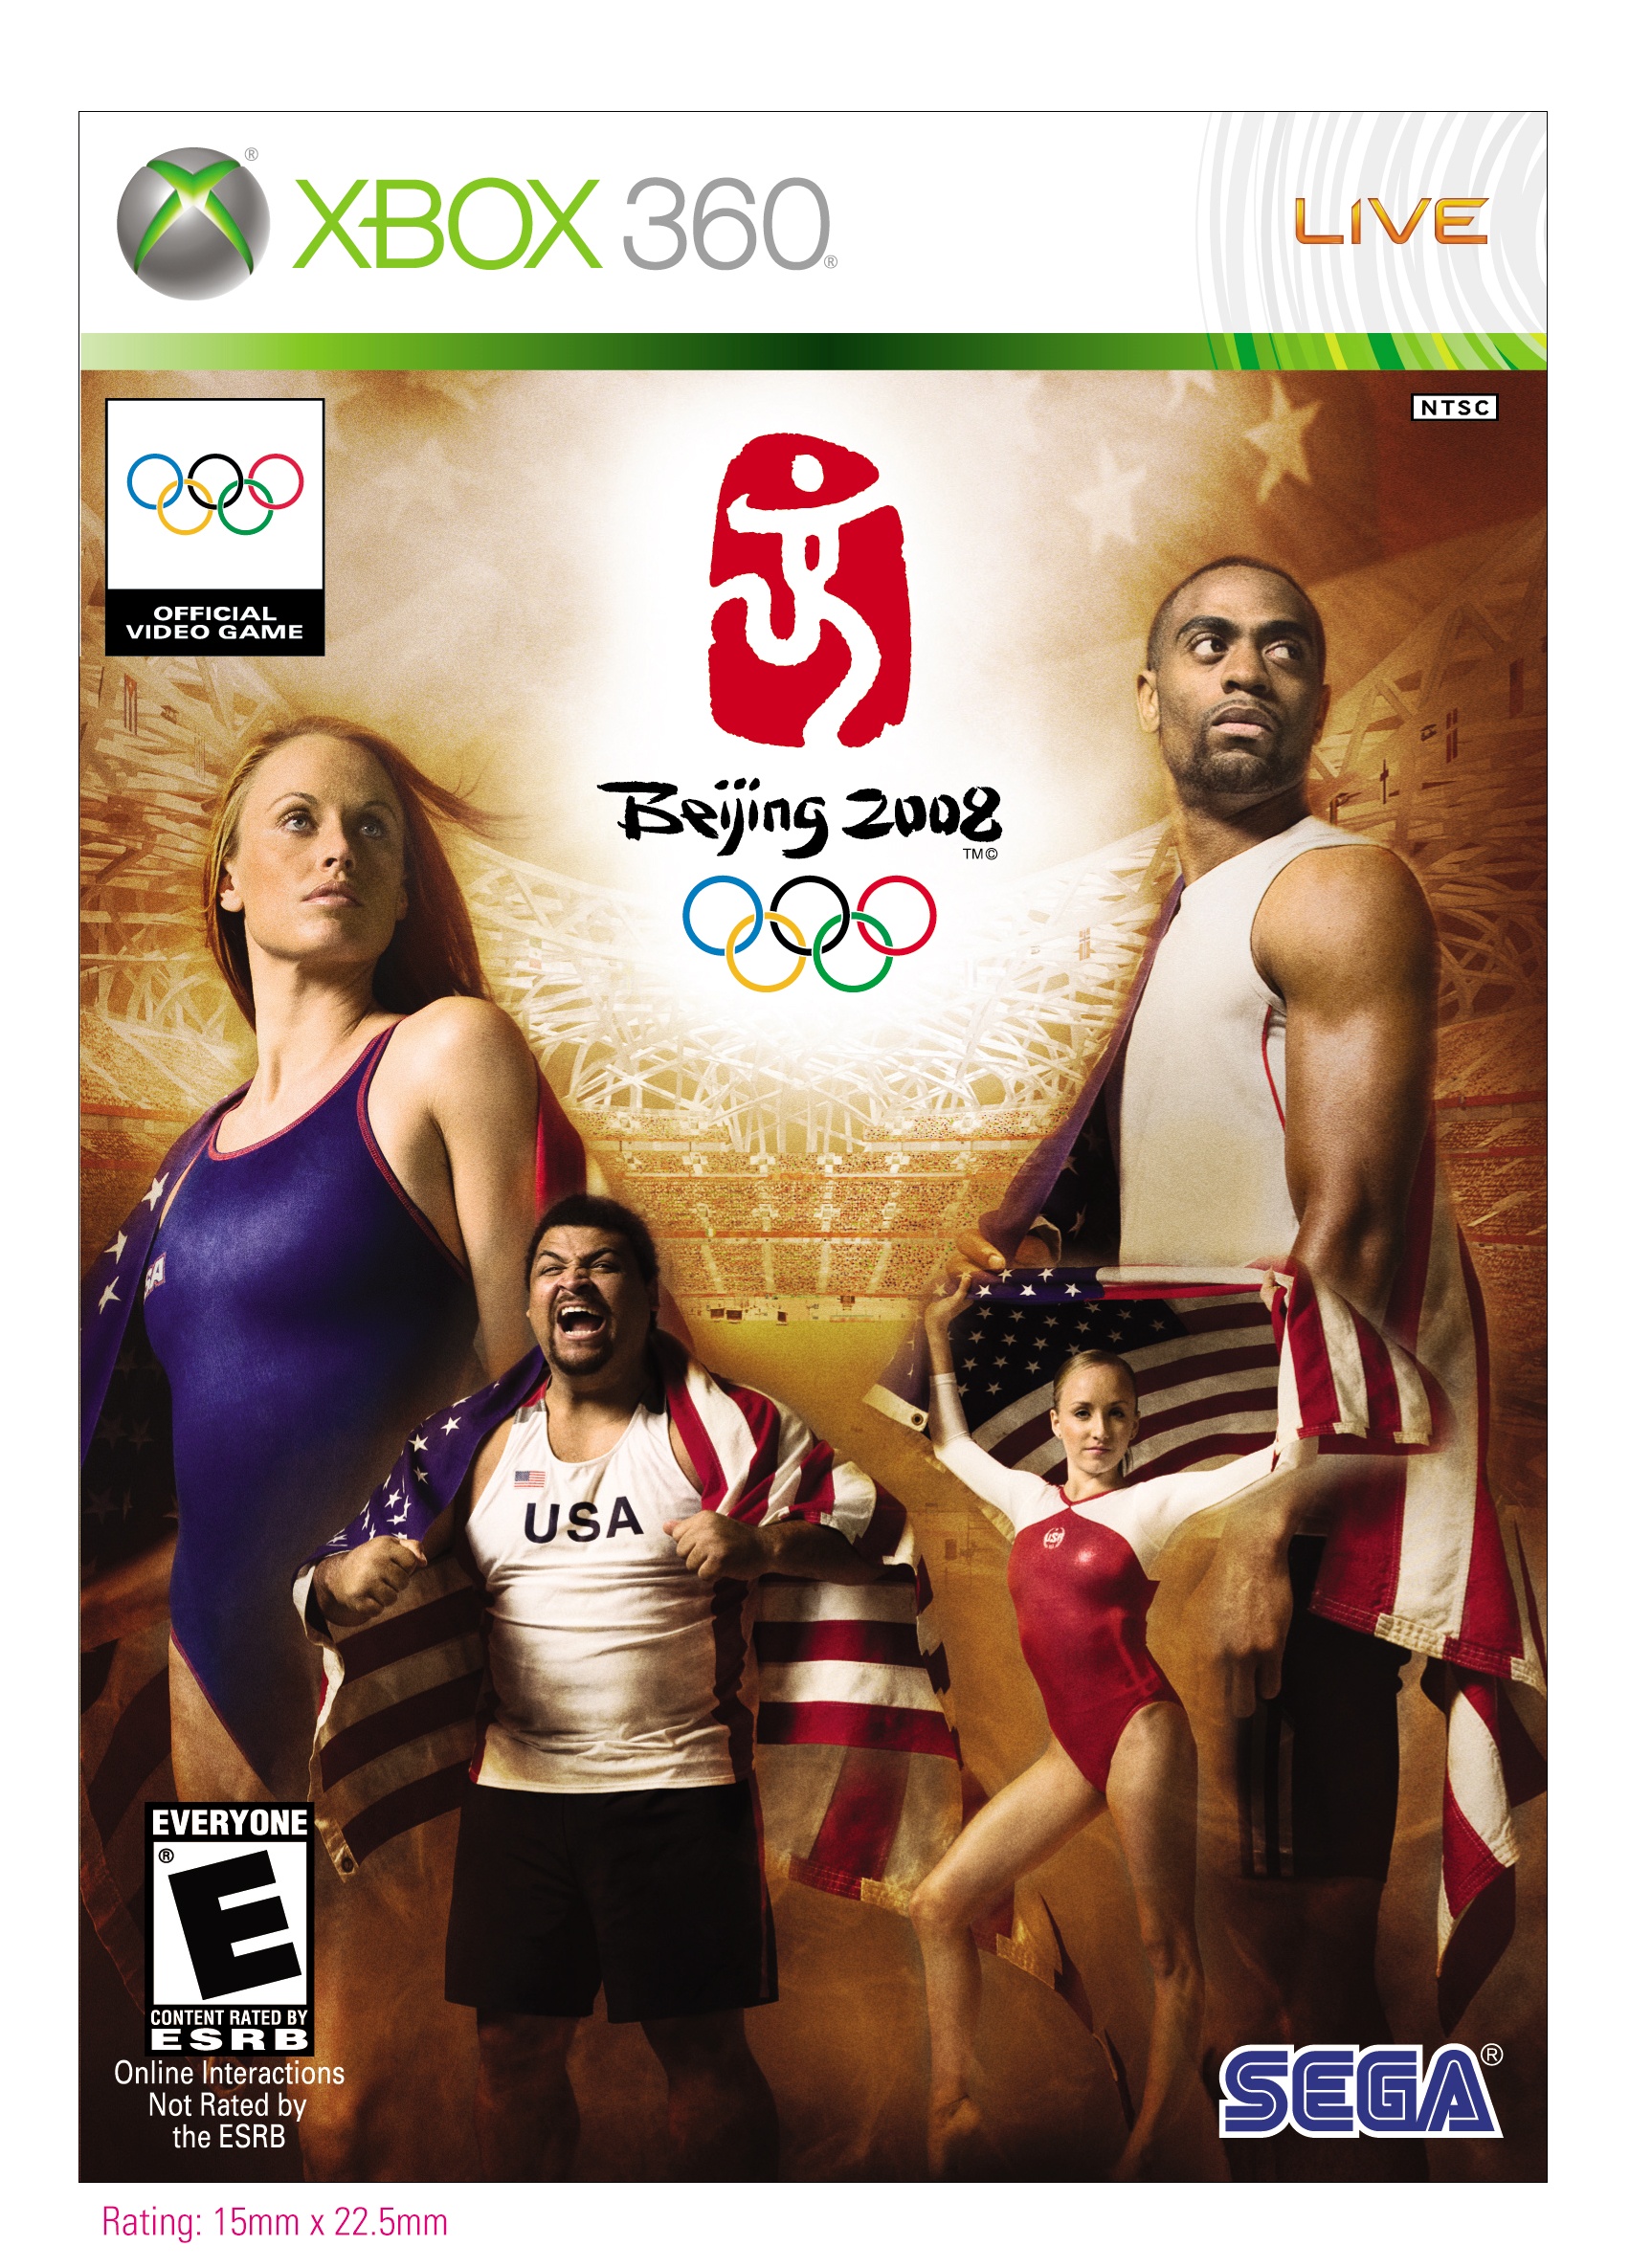 XBOX 360®
LIVE
NTSC
OFFICIAL
VIDEO GAME
Beijing 2008
TM©
USA
USA
EVERYONE
®
E
CONTENT RATED BY
ESRB
Online Interactions
Not Rated by
the ESRB
SEGA®
Rating: 15mm x 22.5mm